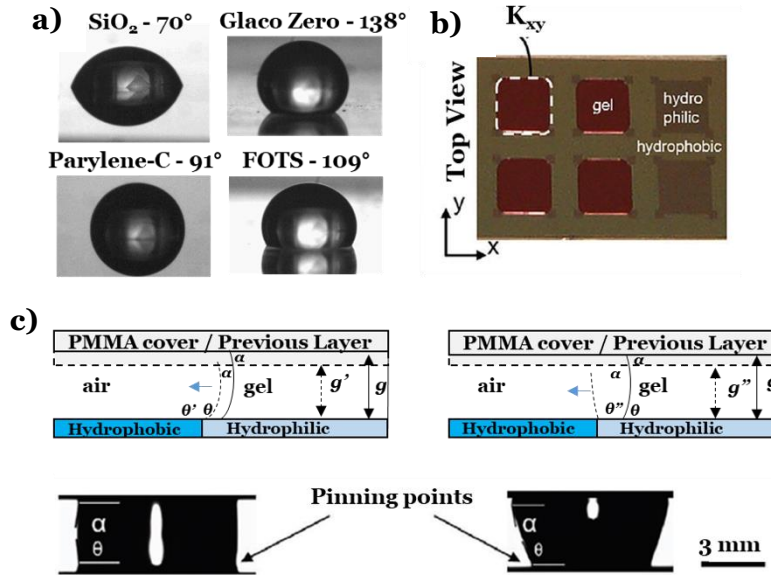 a)
SiO₂ - 70°
Glaco Zero - 138°
Parylene-C - 91°
FOTS - 109°
b)
Kxy
Top View
gel
hydro
philic
hydrophobic
y
x
c)
PMMA cover / Previous Layer
α
α
air
gel
g'
g
θ'
θ
Hydrophobic
Hydrophilic
PMMA cover / Previous Layer
α
α
air
gel
g''
g
θ''
θ
Hydrophobic
Hydrophilic
Pinning points
α
θ
α
θ
3 mm